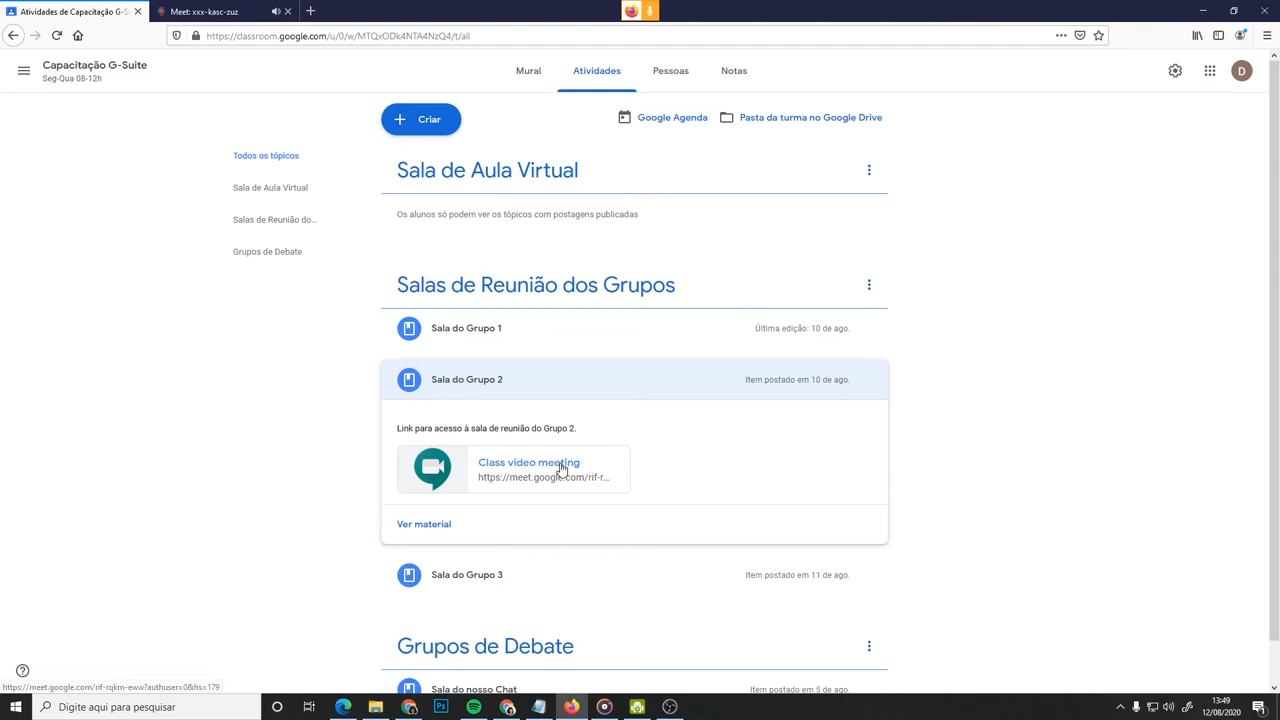 Atividades de Capacitação G-Suite
Meet: xxx-kasc-zuz
https://classroom.google.com/u/0/w/MTQxODk4NTA4NzQ4/t/all
Capacitação G-Suite
Seg-Qua 08-12h
Mural
Atividades
Pessoas
Notas
D
Criar
Google Agenda
Pasta da turma no Google Drive
Todos os tópicos
Sala de Aula Virtual
Salas de Reunião do...
Grupos de Debate
Sala de Aula Virtual
Os alunos só podem ver os tópicos com postagens publicadas
Salas de Reunião dos Grupos
Sala do Grupo 1
Última edição: 10 de ago.
Sala do Grupo 2
Item postado em 10 de ago.
Link para acesso à sala de reunião do Grupo 2.
Class video meeting
https://meet.google.com/rif-r...
Ver material
Sala do Grupo 3
Item postado em 11 de ago.
Grupos de Debate
Sala do nosso Chat
Item postado em 5 de ago.
https://meet.google.com/rif-rqkm-eww?authuser=0&hs=179
Digite aqui para pesquisar
Ps
13:49
12/08/2020